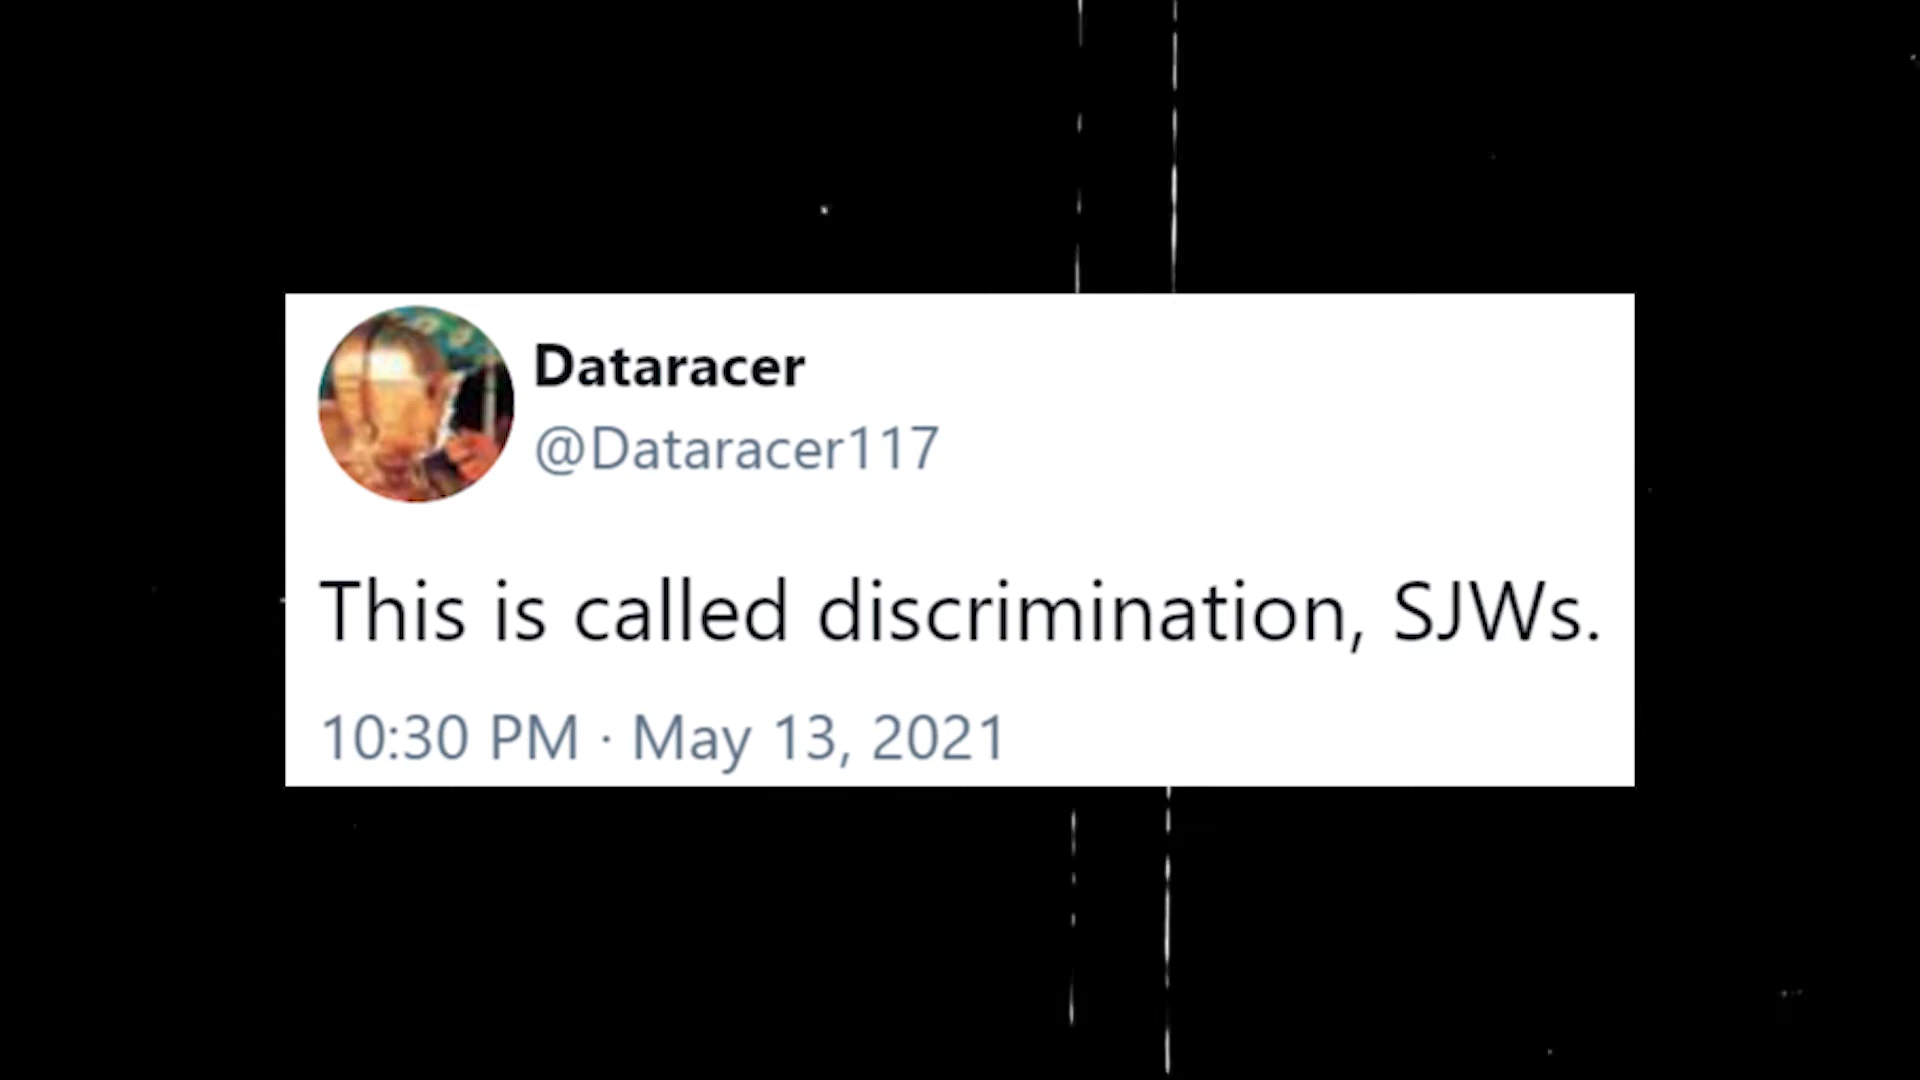 Dataracer
@Dataracer117
This is called discrimination, SJWs.
10:30 PM · May 13, 2021